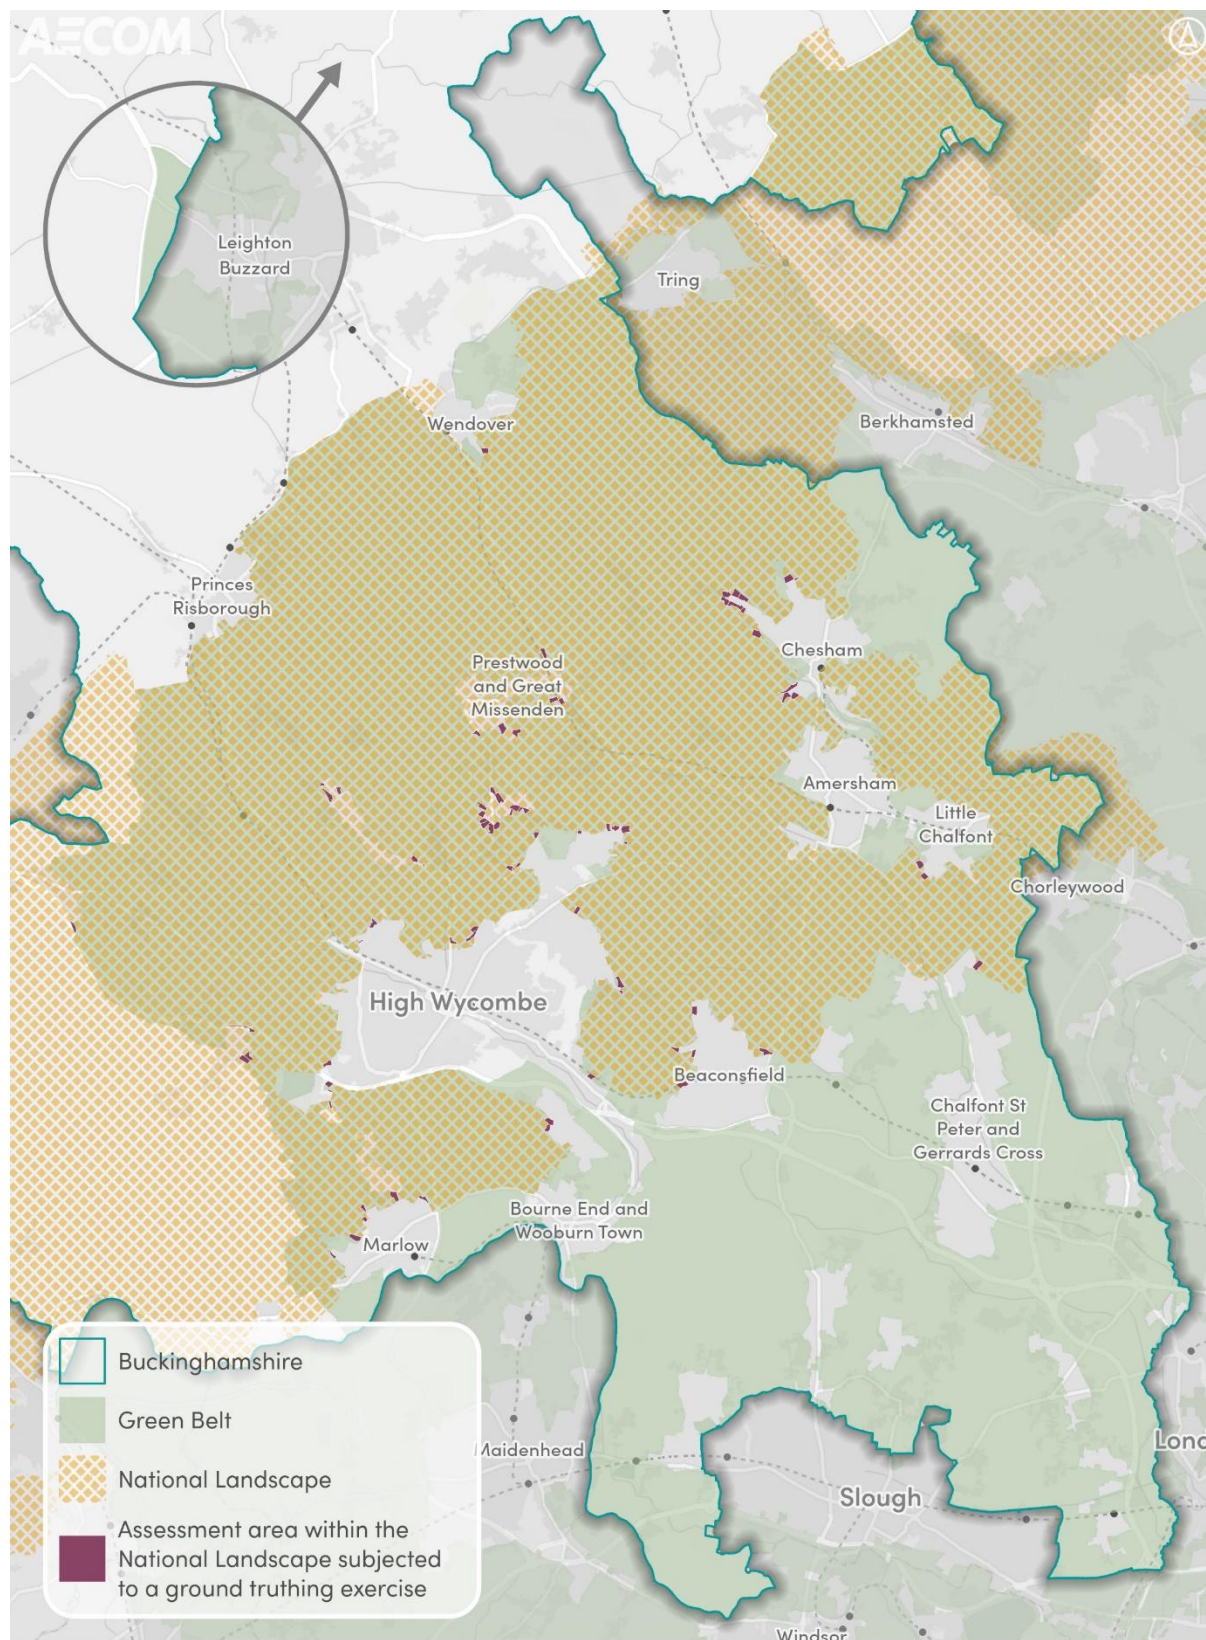 AECOM
Leighton
Buzzard
Tring
Wendover
Berkhamsted
Princes
Risborough
Prestwood
and Great
Missenden
Chesham
Amersham
Little
Chalfont
Chorleywood
High Wycombe
Beaconsfield
Chalfont St
Peter and
Gerrards Cross
Bourne End and
Wooburn Town
Marlow
Maidenhead
Slough
Lond
Windsor
Buckinghamshire
Green Belt
National Landscape
Assessment area within the
National Landscape subjected
to a ground truthing exercise